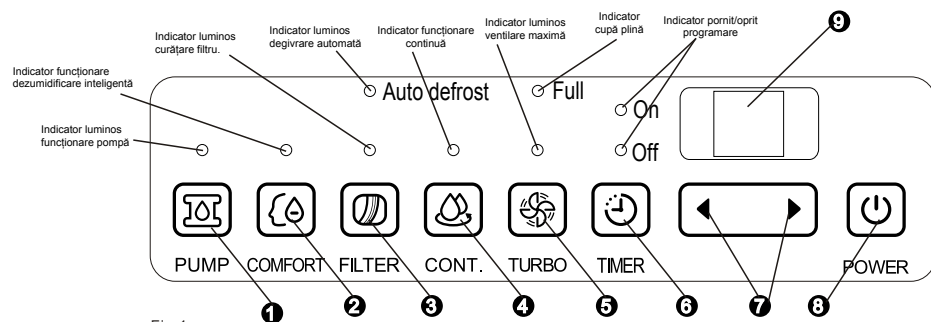 Indicator luminos
degivrare automată
Indicator funcționare
continuă
Indicator luminos
ventilare maximă
Indicator
cupă plină
Indicator pornit/oprit
programare
9
Indicator luminos
curățare filtru.
Indicator funcționare
dezumidificare inteligentă
Indicator luminos
funcționare pompă
Auto defrost
Full
On
Off
PUMP COMFORT FILTER CONT. TURBO TIMER POWER
1 2 3 4 5 6 7 8